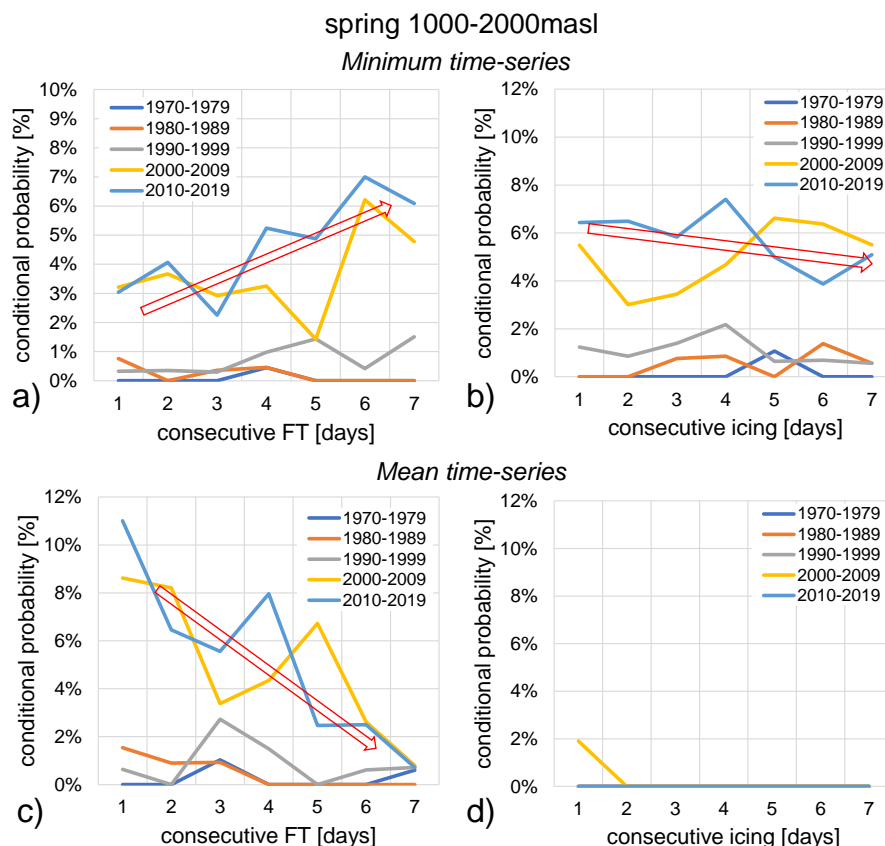 spring 1000-2000masl
Minimum time-series
10%
9%
8%
7%
6%
5%
4%
3%
2%
1%
0%
conditional probability [%]
1970-1979
1980-1989
1990-1999
2000-2009
2010-2019
1 2 3 4 5 6 7
consecutive FT [days]
a)
12%
10%
8%
6%
4%
2%
0%
conditional probability [%]
1970-1979
1980-1989
1990-1999
2000-2009
2010-2019
1 2 3 4 5 6 7
consecutive icing [days]
b)
Mean time-series
12%
10%
8%
6%
4%
2%
0%
conditional probability [%]
1970-1979
1980-1989
1990-1999
2000-2009
2010-2019
1 2 3 4 5 6 7
consecutive FT [days]
c)
12%
10%
8%
6%
4%
2%
0%
conditional probability [%]
1970-1979
1980-1989
1990-1999
2000-2009
2010-2019
1 2 3 4 5 6 7
consecutive icing [days]
d)